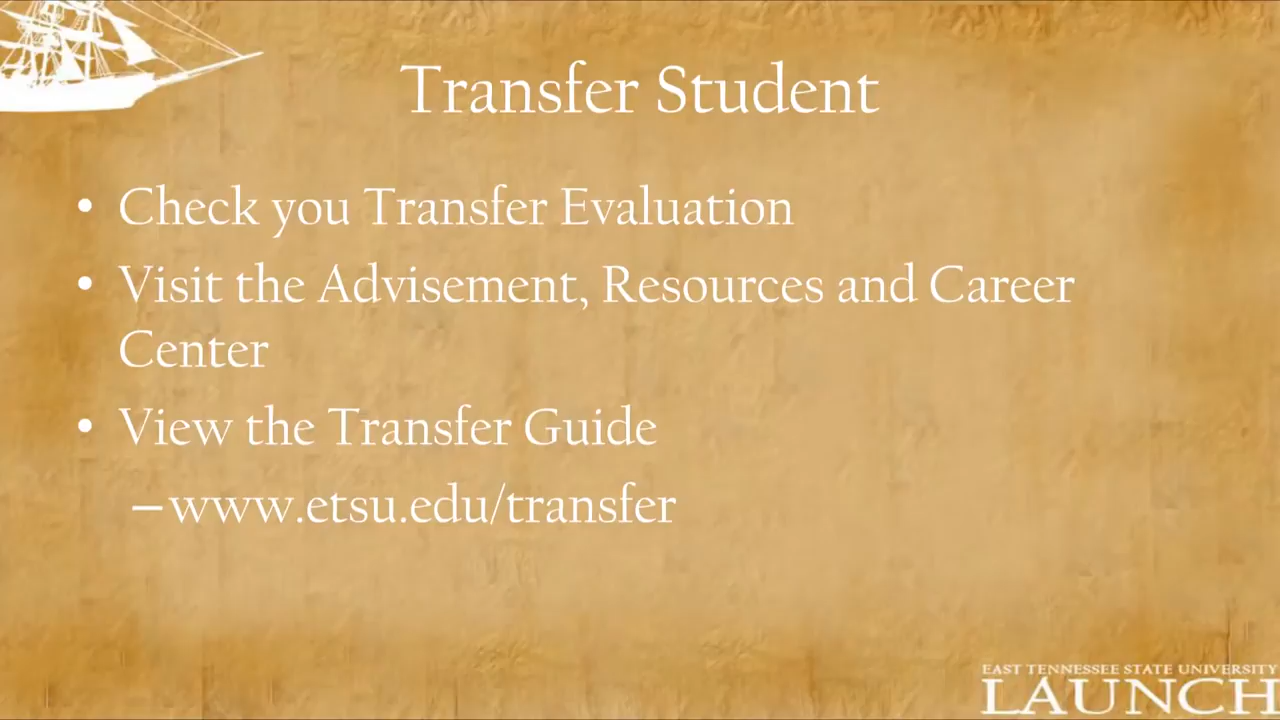 Transfer Student
• Check you Transfer Evaluation
• Visit the Advisement, Resources and Career
Center
• View the Transfer Guide
–www.etsu.edu/transfer
EAST TENNESSEE STATE UNIVERSITY
LAUNCH